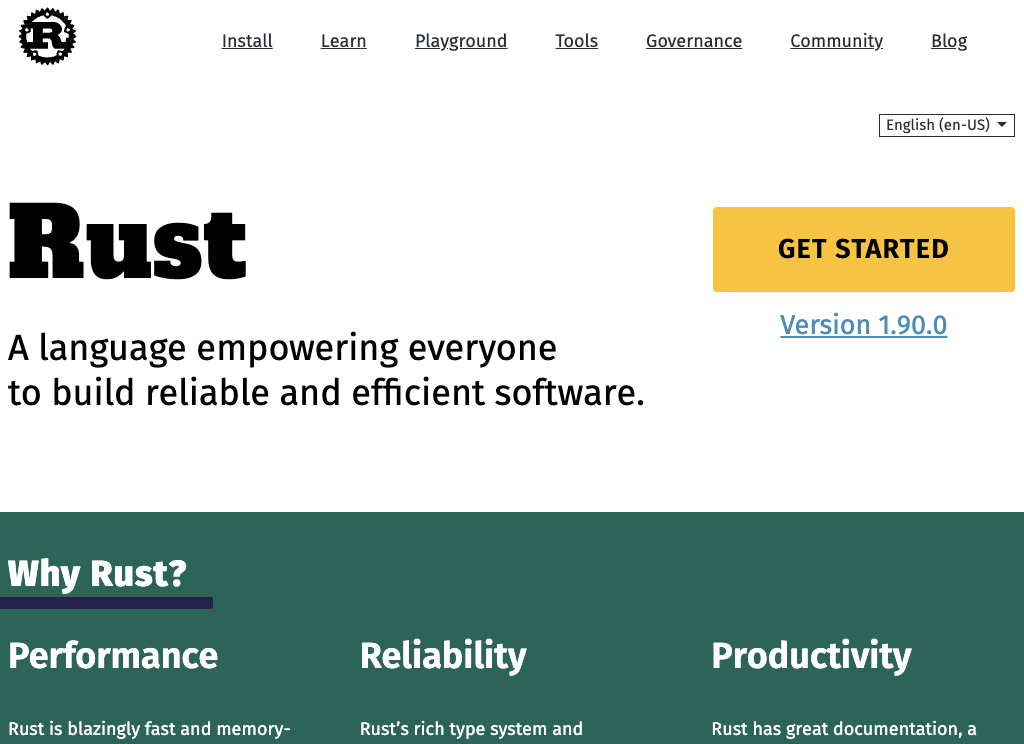 R
Install Learn Playground Tools Governance Community Blog
English (en-US)
Rust
GET STARTED
Version 1.90.0
A language empowering everyone
to build reliable and efficient software.
Why Rust?
Performance Reliability Productivity
Rust is blazingly fast and memory- Rust’s rich type system and Rust has great documentation, a